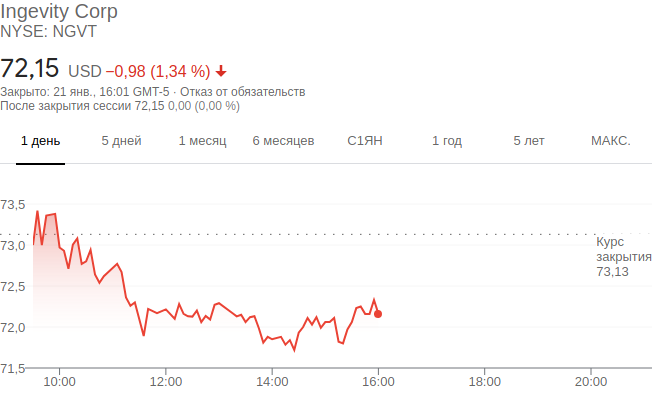 Ingevity Corp
NYSE: NGVT
72,15 USD −0,98 (1,34 %)
Закрыто: 21 янв., 16:01 GMT-5 · Отказ от обязательств
После закрытия сессии 72,15 0,00 (0,00 %)
1 день 5 дней 1 месяц 6 месяцев С1ЯН 1 год 5 лет МАКС.
73,5
73,0
72,5
72,0
71,5
Курс
закрытия
73,13
10:00 12:00 14:00 16:00 18:00 20:00